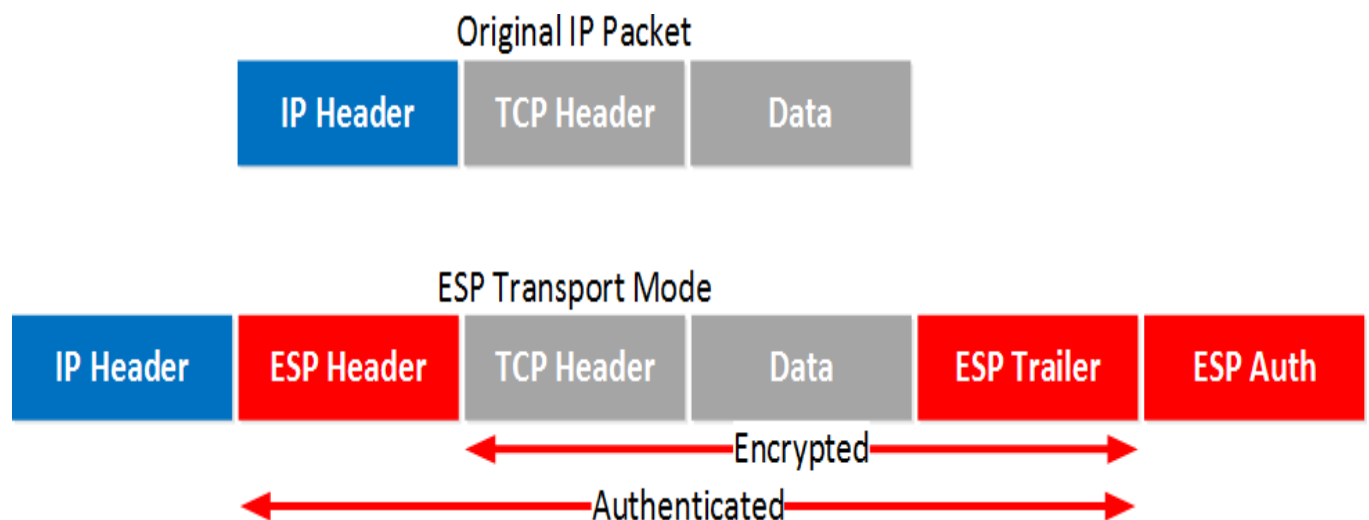 Original IP Packet
IP Header TCP Header Data
ESP Transport Mode
IP Header ESP Header TCP Header Data ESP Trailer ESP Auth
Encrypted
Authenticated